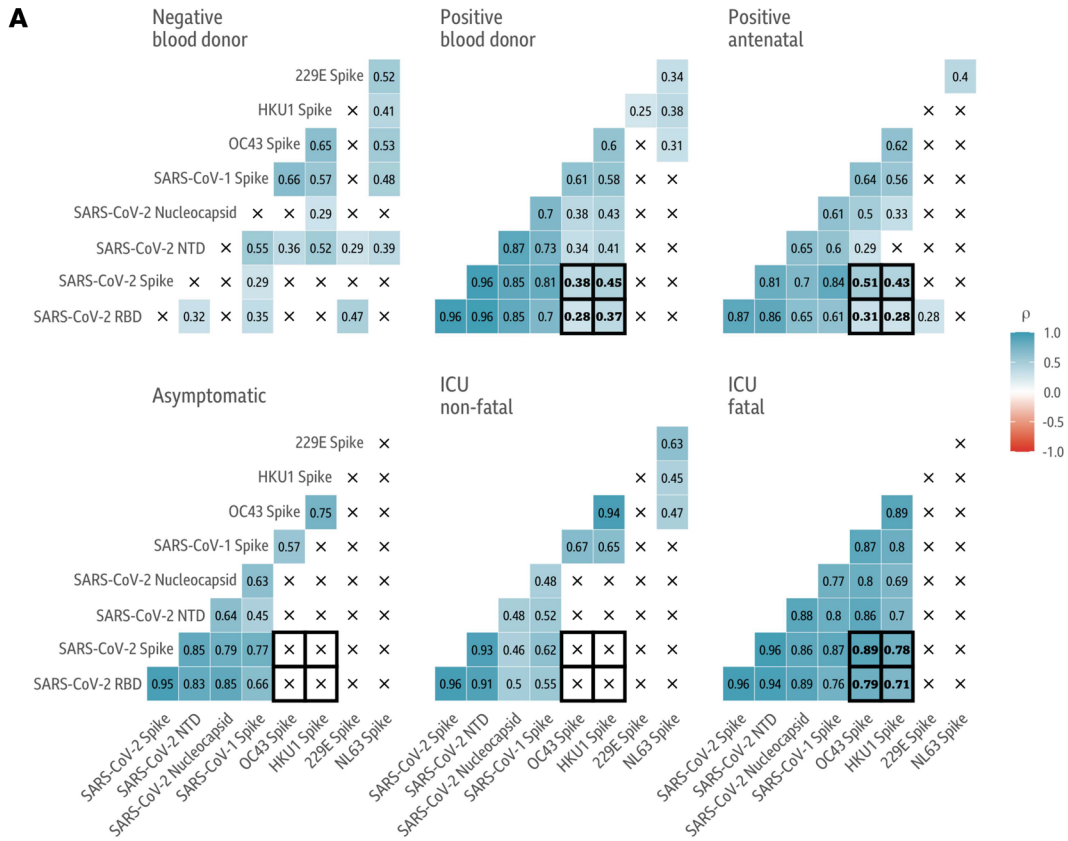 A
Negative
blood donor
Positive
blood donor
Positive
antenatal
229E Spike 0.52 0.34 0.4
HKU1 Spike × 0.41 0.25 0.38 × ×
OC43 Spike 0.65 × 0.53 0.6 × 0.31 0.62 × ×
SARS-CoV-1 Spike 0.66 0.57 × 0.48 0.61 0.58 × × 0.64 0.56 × ×
SARS-CoV-2 Nucleocapsid × × 0.29 × × 0.7 0.38 0.43 × × 0.61 0.5 0.33 × ×
SARS-CoV-2 NTD × 0.55 0.36 0.52 0.29 0.39 0.87 0.73 0.34 0.41 × × 0.65 0.6 0.29 × × ×
SARS-CoV-2 Spike × × 0.29 × × × × 0.96 0.85 0.81 0.38 0.45 × × 0.81 0.7 0.84 0.51 0.43 × ×
SARS-CoV-2 RBD × 0.32 × 0.35 × × 0.47 × 0.96 0.96 0.85 0.7 0.28 0.37 × × 0.87 0.86 0.65 0.61 0.31 0.28 0.28 ×
ρ
1.0
0.5
0.0
-0.5
-1.0
Asymptomatic
ICU
non-fatal
ICU
fatal
229E Spike × 0.63 ×
HKU1 Spike × × × 0.45 × ×
OC43 Spike 0.75 × × 0.94 × 0.47 0.89 × ×
SARS-CoV-1 Spike 0.57 × × × 0.67 0.65 × × 0.87 0.8 × ×
SARS-CoV-2 Nucleocapsid 0.63 × × × × 0.48 × × × × 0.77 0.8 0.69 × ×
SARS-CoV-2 NTD 0.64 0.45 × × × × 0.48 0.52 × × × × 0.88 0.8 0.86 0.7 × ×
SARS-CoV-2 Spike 0.85 0.79 0.77 × × × × 0.93 0.46 0.62 × × × × 0.96 0.86 0.87 0.89 0.78 × ×
SARS-CoV-2 RBD 0.95 0.83 0.85 0.66 × × × × 0.96 0.91 0.5 0.55 × × × × 0.96 0.94 0.89 0.76 0.79 0.71 × ×
SARS-CoV-2 Spike
SARS-CoV-2 NTD
SARS-CoV-2 Nucleocapsid
SARS-CoV-1 Spike
OC43 Spike
HKU1 Spike
229E Spike
NL63 Spike
SARS-CoV-2 Spike
SARS-CoV-2 NTD
SARS-CoV-2 Nucleocapsid
SARS-CoV-1 Spike
OC43 Spike
HKU1 Spike
229E Spike
NL63 Spike
SARS-CoV-2 Spike
SARS-CoV-2 NTD
SARS-CoV-2 Nucleocapsid
SARS-CoV-1 Spike
OC43 Spike
HKU1 Spike
229E Spike
NL63 Spike